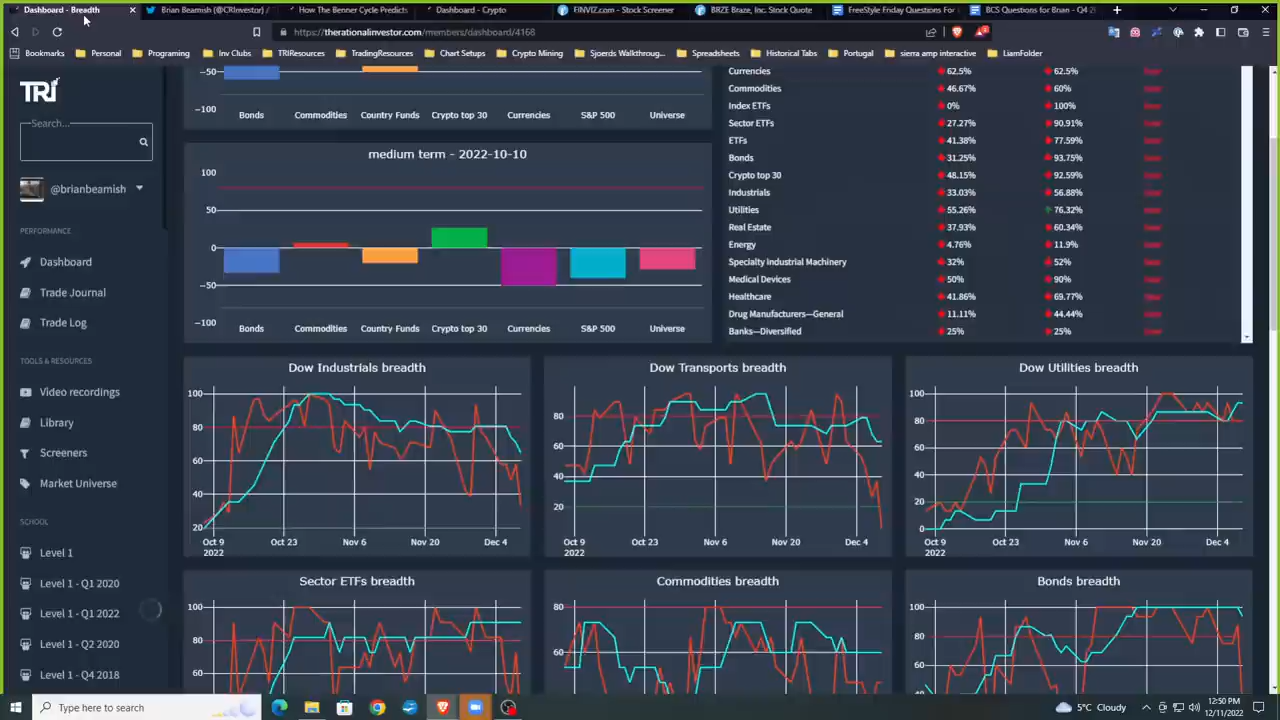 Dashboard - Breadth
Brian Beamish (@CRInvestor) /
How The Benner Cycle Predicts
Dashboard - Crypto
FINVIZ.com - Stock Screener
BRZE Braze, Inc. Stock Quote
FreeStyle Friday Questions For
BCS Questions for Brian - Q4 2
https://therationalinvestor.com/members/dashboard/4168
Bookmarks Personal Programing Inv Clubs TRIResources TradingResources Chart Setups Crypto Mining Sjoerds Walkthroug... Spreadsheets Historical Tabs Portugal sierra amp interactive LiamFolder
TRi
Search...
@brianbeamish
PERFORMANCE
Dashboard
Trade Journal
Trade Log
TOOLS & RESOURCES
Video recordings
Library
Screeners
Market Universe
SCHOOL
Level 1
Level 1 - Q1 2020
Level 1 - Q1 2022
Level 1 - Q2 2020
Level 1 - Q4 2018
−50
−100
Bonds Commodities Country Funds Crypto top 30 Currencies S&P 500 Universe
medium term - 2022-10-10
100
50
0
−50
−100
Bonds Commodities Country Funds Crypto top 30 Currencies S&P 500 Universe
Currencies 62.5% 62.5%
Commodities 46.67% 60%
Index ETFs 0% 100%
Sector ETFs 27.27% 90.91%
ETFs 41.38% 77.59%
Bonds 31.25% 93.75%
Crypto top 30 48.15% 92.59%
Industrials 33.03% 56.88%
Utilities 55.26% 76.32%
Real Estate 37.93% 60.34%
Energy 4.76% 11.9%
Specialty Industrial Machinery 32% 52%
Medical Devices 50% 90%
Healthcare 41.86% 69.77%
Drug Manufacturers—General 11.11% 44.44%
Banks—Diversified 25% 25%
Dow Industrials breadth
100
80
60
40
20
Oct 9 Oct 23 Nov 6 Nov 20 Dec 4
2022
Dow Transports breadth
80
60
40
20
Oct 9 Oct 23 Nov 6 Nov 20 Dec 4
2022
Dow Utilities breadth
100
80
60
40
20
0
Oct 9 Oct 23 Nov 6 Nov 20 Dec 4
2022
Sector ETFs breadth
100
80
60
Commodities breadth
80
60
Bonds breadth
100
80
60
40
Type here to search
5°C Cloudy
12:50 PM
12/11/2022